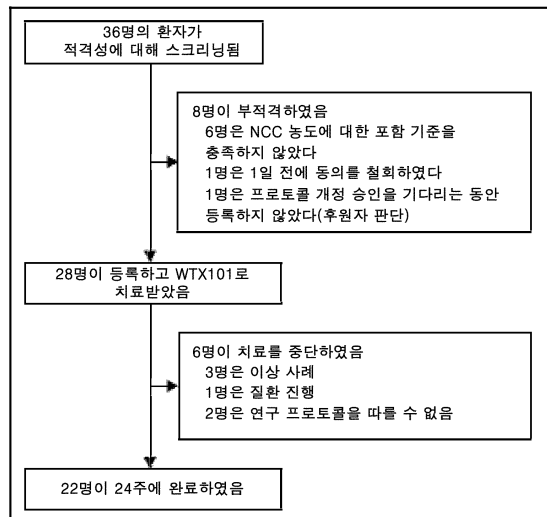 36명의 환자가
적격성에 대해 스크리닝됨
8명이 부적격하였음
6명은 NCC 농도에 대한 포함 기준을
충족하지 않았다
1명은 1일 전에 동의를 철회하였다
1명은 프로토콜 개정 승인을 기다리는 동안
등록하지 않았다(후원자 판단)
28명이 등록하고 WTX101로
치료받았음
6명이 치료를 중단하였음
3명은 이상 사례
1명은 질환 진행
2명은 연구 프로토콜을 따를 수 없음
22명이 24주에 완료하였음